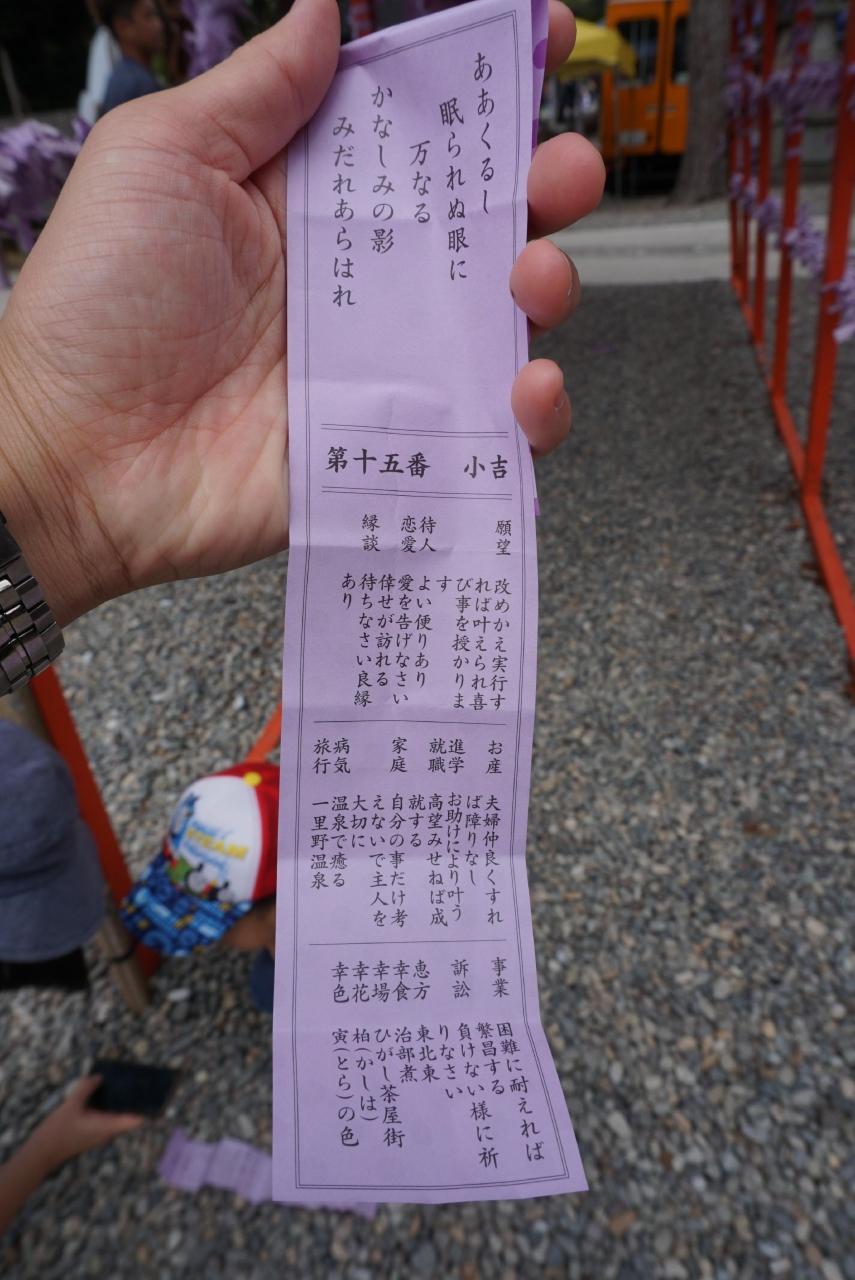 ああくるし
眠られぬ眼に
万なる
かなしみの影
みだれあらはれ
第十五番 小吉
願望
改めかえ実行す
れば叶えられ喜
び事を授かりま
す
待人
よい便りあり
恋愛
愛を告げなさい
倖せが訪れる
縁談
待ちなさい良縁
あり
お産
夫婦仲良くすれ
ば障りなし
進学
お助けにより叶う
就職
高望みせねば成
就する
家庭
自分の事だけ考
えないで主人を
大切に
病気
温泉で癒る
旅行
一里野温泉
事業
困難に耐えれば
繁昌する
訴訟
負けない様に祈
りなさい
恵方
東北東
幸食
治部煮
幸場
ひがし茶屋街
幸花
柏(かしは)
幸色
寅(とら)の色